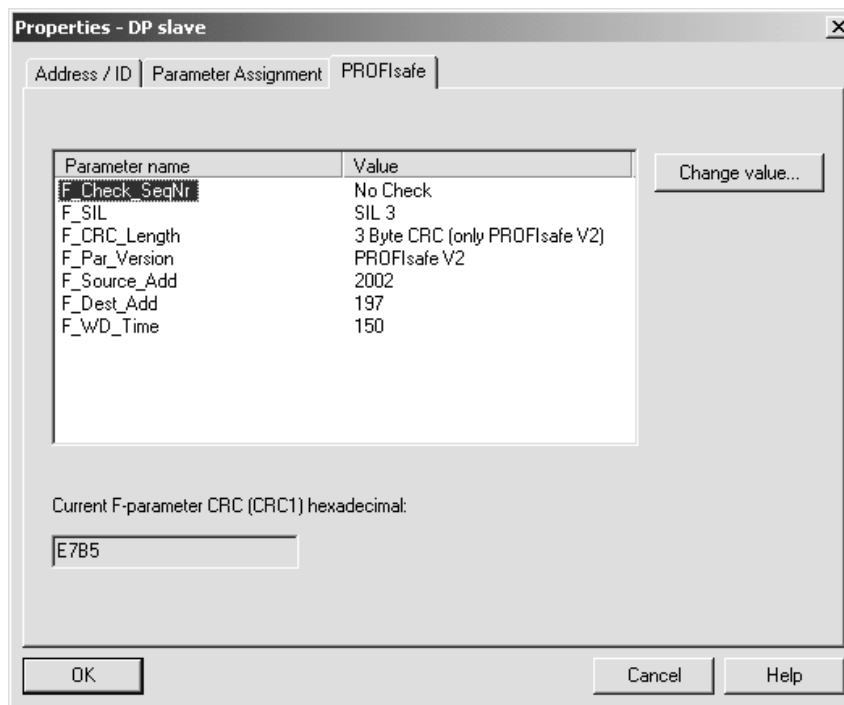 Properties - DP slave
Address / ID Parameter Assignment PROFIsafe
Parameter name Value
F_Check_SeqNr No Check
F_SIL SIL 3
F_CRC_Length 3 Byte CRC (only PROFIsafe V2)
F_Par_Version PROFIsafe V2
F_Source_Add 2002
F_Dest_Add 197
F_WD_Time 150
Change value...
Current F-parameter CRC (CRC1) hexadecimal:
E7B5
OK Cancel Help